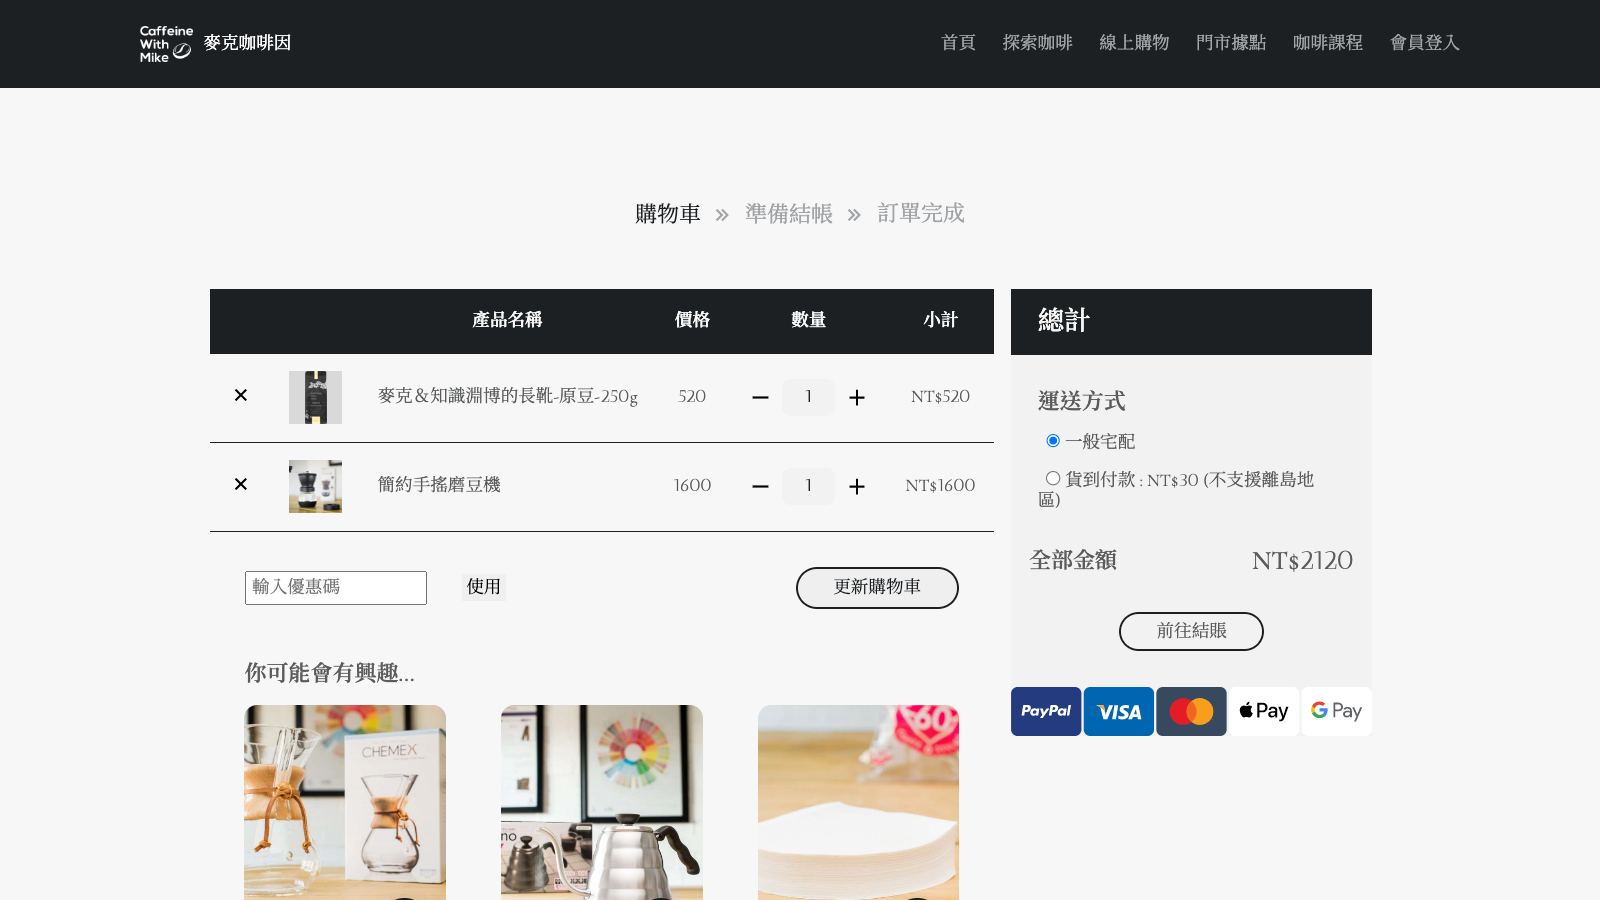 Caffeine
With
Mike
麥克咖啡因
首頁 探索咖啡 線上購物 門市據點 咖啡課程 會員登入
購物車 » 準備結帳 » 訂單完成
產品名稱 價格 數量 小計
× 麥克&知識淵博的長靴-原豆-250g 520 − 1 + NT$520
× 簡約手搖磨豆機 1600 − 1 + NT$1600
輸入優惠碼 使用 更新購物車
你可能會有興趣...
CHEMEX
總計
運送方式
一般宅配
貨到付款 : NT$30 (不支援離島地
區)
全部金額 NT$2120
前往結賬
PayPal VISA Pay G Pay